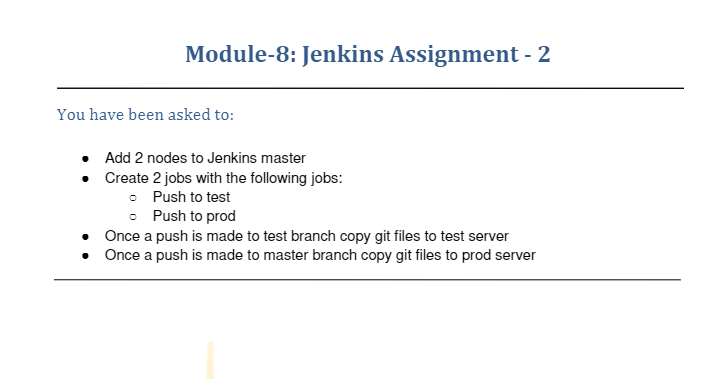 Module-8: Jenkins Assignment - 2
You have been asked to:
● Add 2 nodes to Jenkins master
● Create 2 jobs with the following jobs:
○ Push to test
○ Push to prod
● Once a push is made to test branch copy git files to test server
● Once a push is made to master branch copy git files to prod server